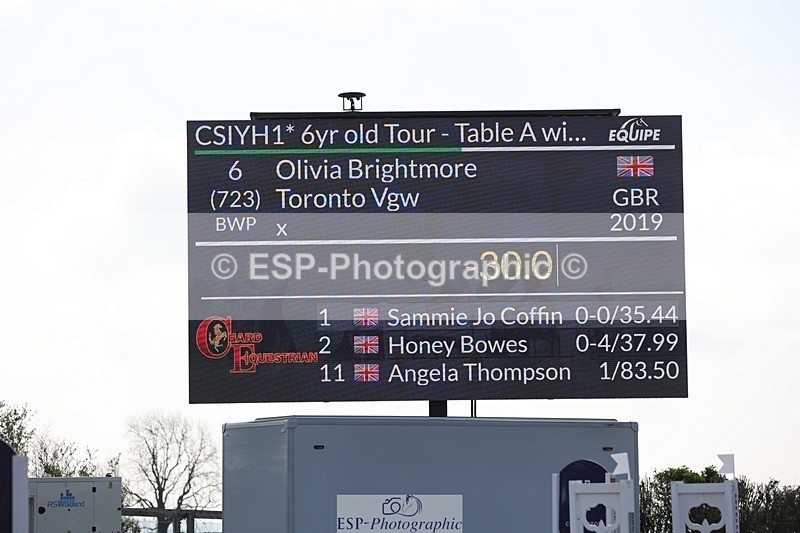 CSIYH1* 6yr old Tour - Table A wi... EQUIPE
6 Olivia Brightmore
(723) Toronto Vgw GBR
BWP x 2019
-30.0
© ESP-Photographic ©
1 Sammie Jo Coffin 0-0/35.44
2 Honey Bowes 0-4/37.99
11 Angela Thompson 1/83.50
CHARD
EQUESTRIAN
RSWSound
ESP-Photographic